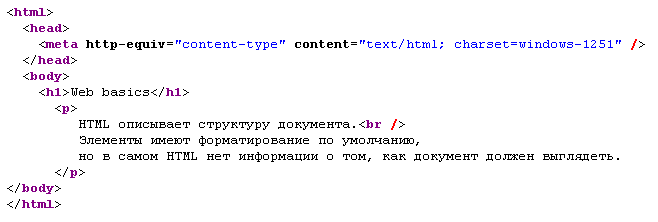 <html>
<head>
<meta http-equiv="content-type" content="text/html; charset=windows-1251" />
</head>
<body>
<h1>Web basics</h1>
<p>
HTML описывает структуру документа.<br />
Элементы имеют форматирование по умолчанию,
но в самом HTML нет информации о том, как документ должен выглядеть.
</p>
</body>
</html>